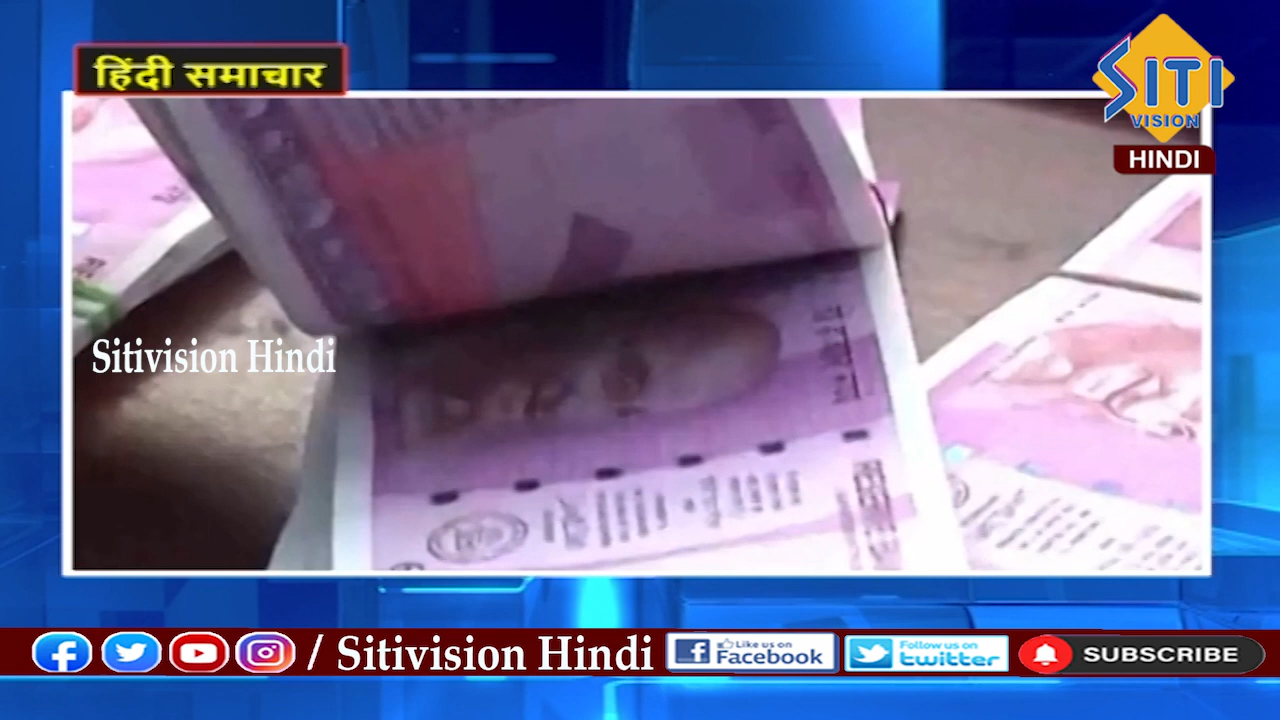 हिंदी समाचार
SITI
VISION
HINDI
Sitivision Hindi
/ Sitivision Hindi
Like us on
Facebook
Follow us on
twitter
SUBSCRIBE